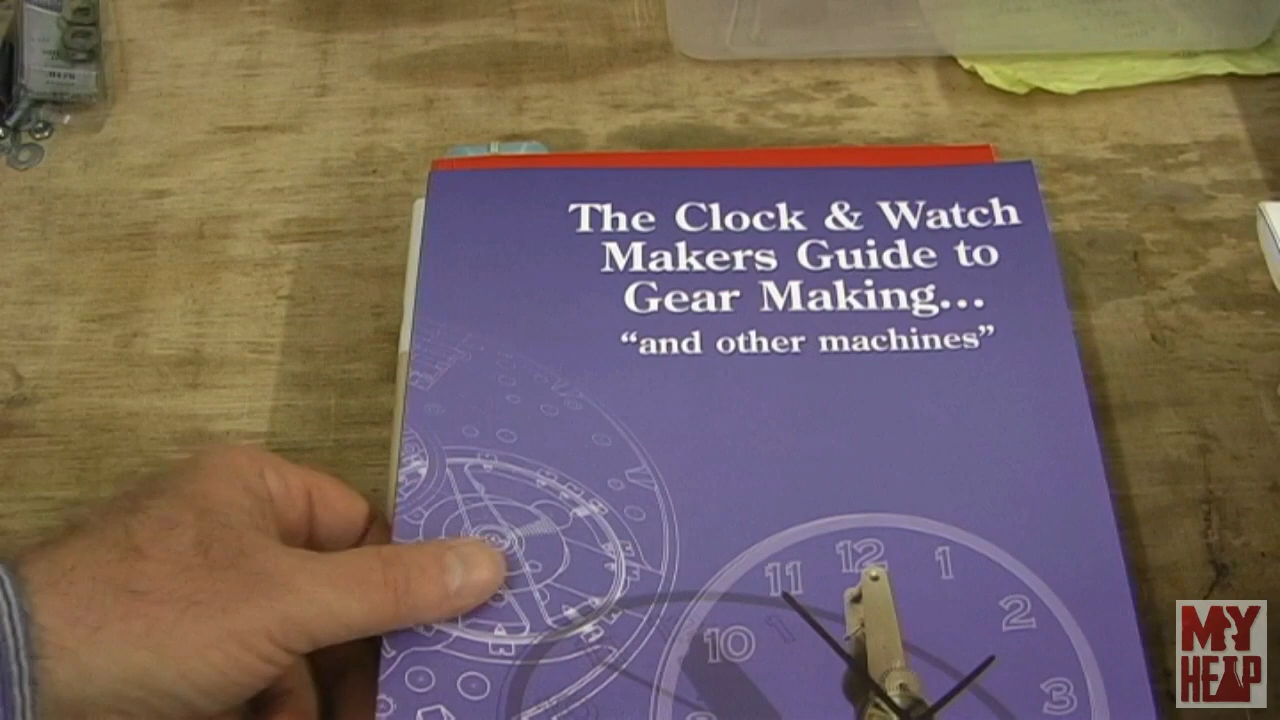 The Clock & Watch
Makers Guide to
Gear Making...
“and other machines”
12
11
1
10
2
3
MY
HEAP